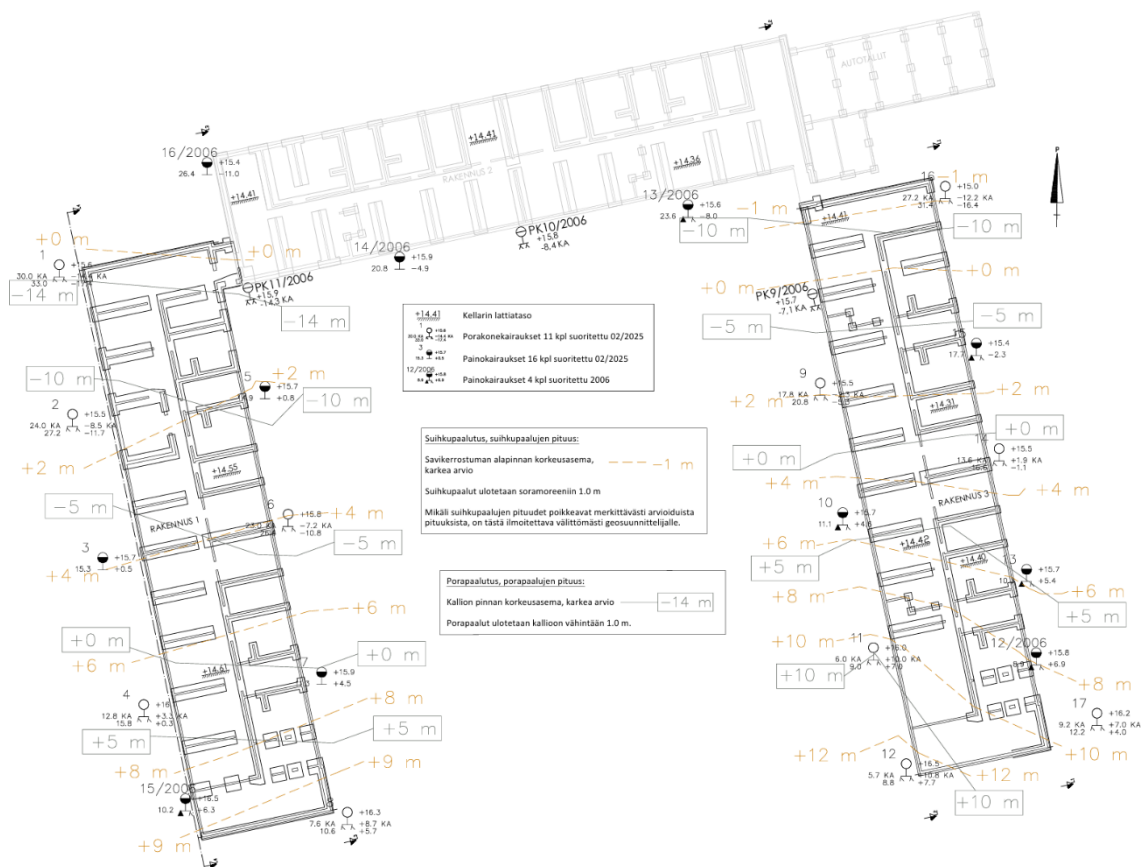 AUTOTALLIT
16/2006
+15.4
26.4 -11.0
+14.41
+14.41
RAKENNUS 2
+14.36
13/2006
+15.6
23.6 -8.0
-1 m
-10 m
16
-1 m
+15.0
27.2 KA -12.2 KA
31.4 -16.4
+14.41
-10 m
P
PK10/2006
+15.8
-8.4 KA
14/2006
+15.9
20.8 -4.9
+0 m
+0 m
1
+15.6
30.0 KA -14.4 KA
33.0
-14 m
PK11/2006
+15.9
-14.3 KA
-14 m
+14.41 Kellarin lattiataso
1
Porakonekairaukset 11 kpl suoritettu 02/2025
3
Painokairaukset 16 kpl suoritettu 02/2025
12/2006
Painokairaukset 4 kpl suoritettu 2006
+0 m
+0 m
PK9/2006
+15.7
-7.1 KA
-5 m
-5 m
+15.4
17.7 -2.3
-10 m
+2 m
5
+15.7
+0.8
-10 m
2
+15.5
24.0 KA -8.5 KA
27.2 -11.7
+2 m
9
+15.5
17.8 KA
20.8
+2 m
+2 m
+14.31
+0 m
+0 m
+15.5
13.6 KA +1.9 KA
-1.1
Suihkupaalutus, suihkupaalujen pituus:
Savikerrostuman alapinnan korkeusasema,
karkea arvio
-1 m
Suihkupaalut ulotetaan soramoreeniin 1.0 m
Mikäli suihkupaalujen pituudet poikkeavat merkittävästi arvioiduista
pituuksista, on tästä ilmoitettava välittömästi geosuunnittelijalle.
+14.55
-5 m
RAKENNUS 1
6
+15.8
23.0 KA -7.2 KA
-10.8
+4 m
-5 m
3
+15.7
15.3 +0.5
+4 m
+4 m
+4 m
RAKENNUS 3
10
+15.7
11.1
+14.42
+6 m
+5 m
+14.40
13
+15.7
+5.4
+6 m
+5 m
+8 m
Porapaalutus, porapaalujen pituus:
Kallion pinnan korkeusasema, karkea arvio -14 m
Porapaalut ulotetaan kallioon vähintään 1.0 m.
+6 m
+0 m
+6 m
+0 m
+14.61
7
+15.9
+4.5
+10 m
11
+16.0
6.0 KA +10.0 KA
9.0 +7.0
+10 m
12/2006
+15.8
+6.9
+8 m
4
12.8 KA +3.3 KA
15.8 +0.3
+5 m
+8 m
+5 m
+8 m
17
+16.2
9.2 KA +7.0 KA
12.2 +4.0
+10 m
+12 m
12
+16.5
5.7 KA +10.8 KA
8.8 +7.7
+12 m
+10 m
+9 m
15/2006
+16.5
10.2 +6.3
+16.3
7.6 KA +8.7 KA
10.6 +5.7
+9 m